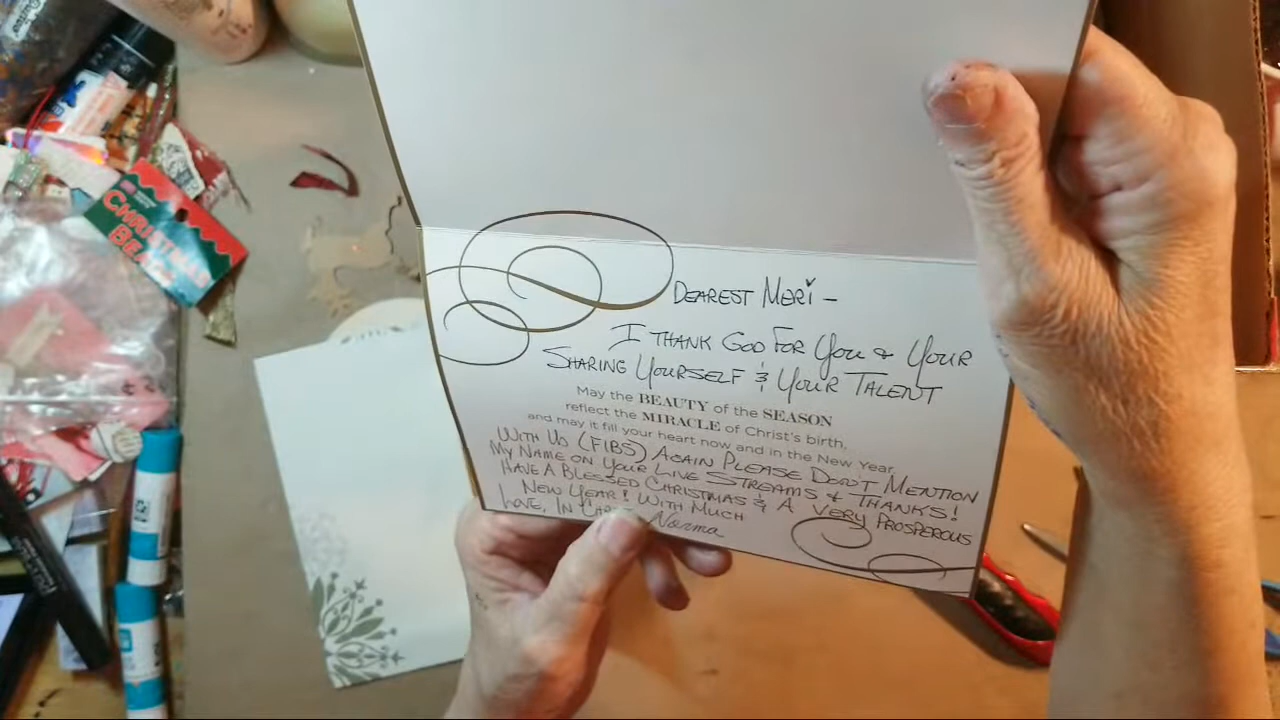 DEAREST MERI –
I THANK GOD FOR YOU & YOUR
SHARING YOURSELF & YOUR TALENT
May the BEAUTY of the SEASON
reflect the MIRACLE of Christ's birth,
and may it fill your heart now and in the New Year.
WITH US (FIBS) AGAIN PLEASE DON'T MENTION
MY NAME ON YOUR LIVE STREAMS & THANKS!
HAVE A BLESSED CHRISTMAS & A VERY PROSPEROUS
NEW YEAR! WITH MUCH
LOVE, IN
Norma
CHRISTMAS